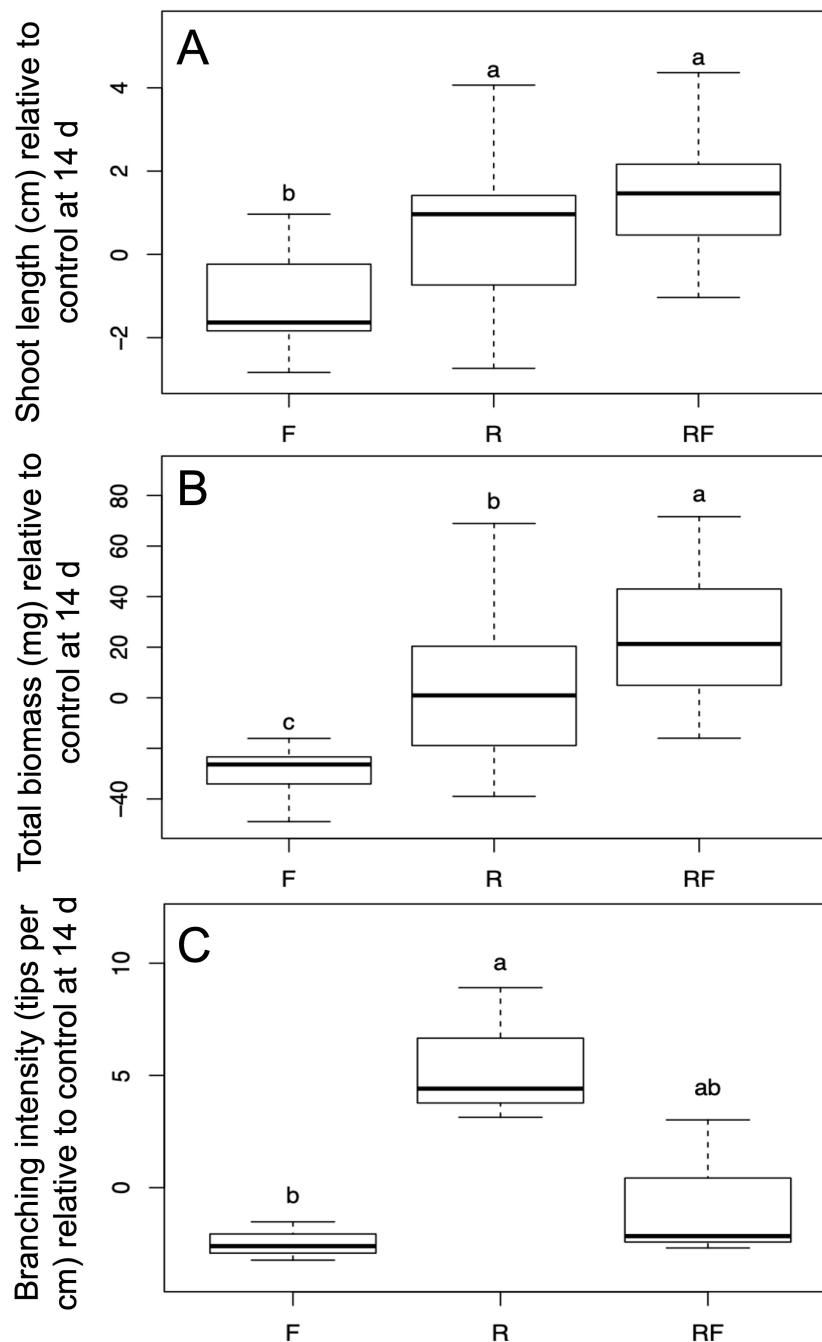 A
Shoot length (cm) relative to
control at 14 d
4
2
0
−2
b
a
a
F R RF
B
Total biomass (mg) relative to
control at 14 d
80
60
40
20
0
−40
c
b
a
F R RF
C
Branching intensity (tips per
cm) relative to control at 14 d
10
5
0
b
a
ab
F R RF